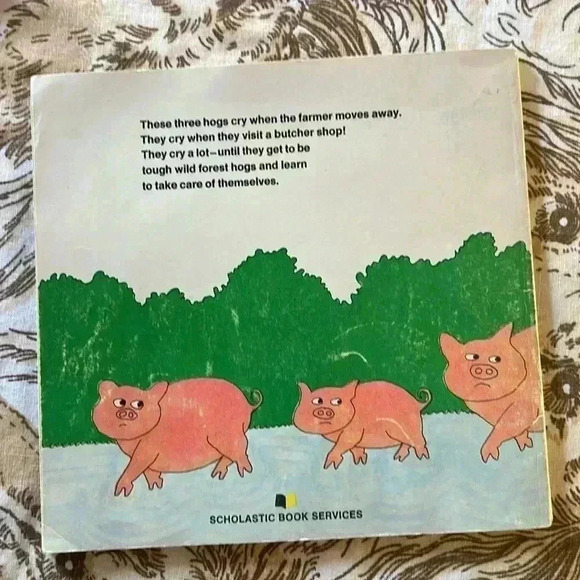 These three hogs cry when the farmer moves away.
They cry when they visit a butcher shop!
They cry a lot—until they get to be
tough wild forest hogs and learn
to take care of themselves.
SCHOLASTIC BOOK SERVICES